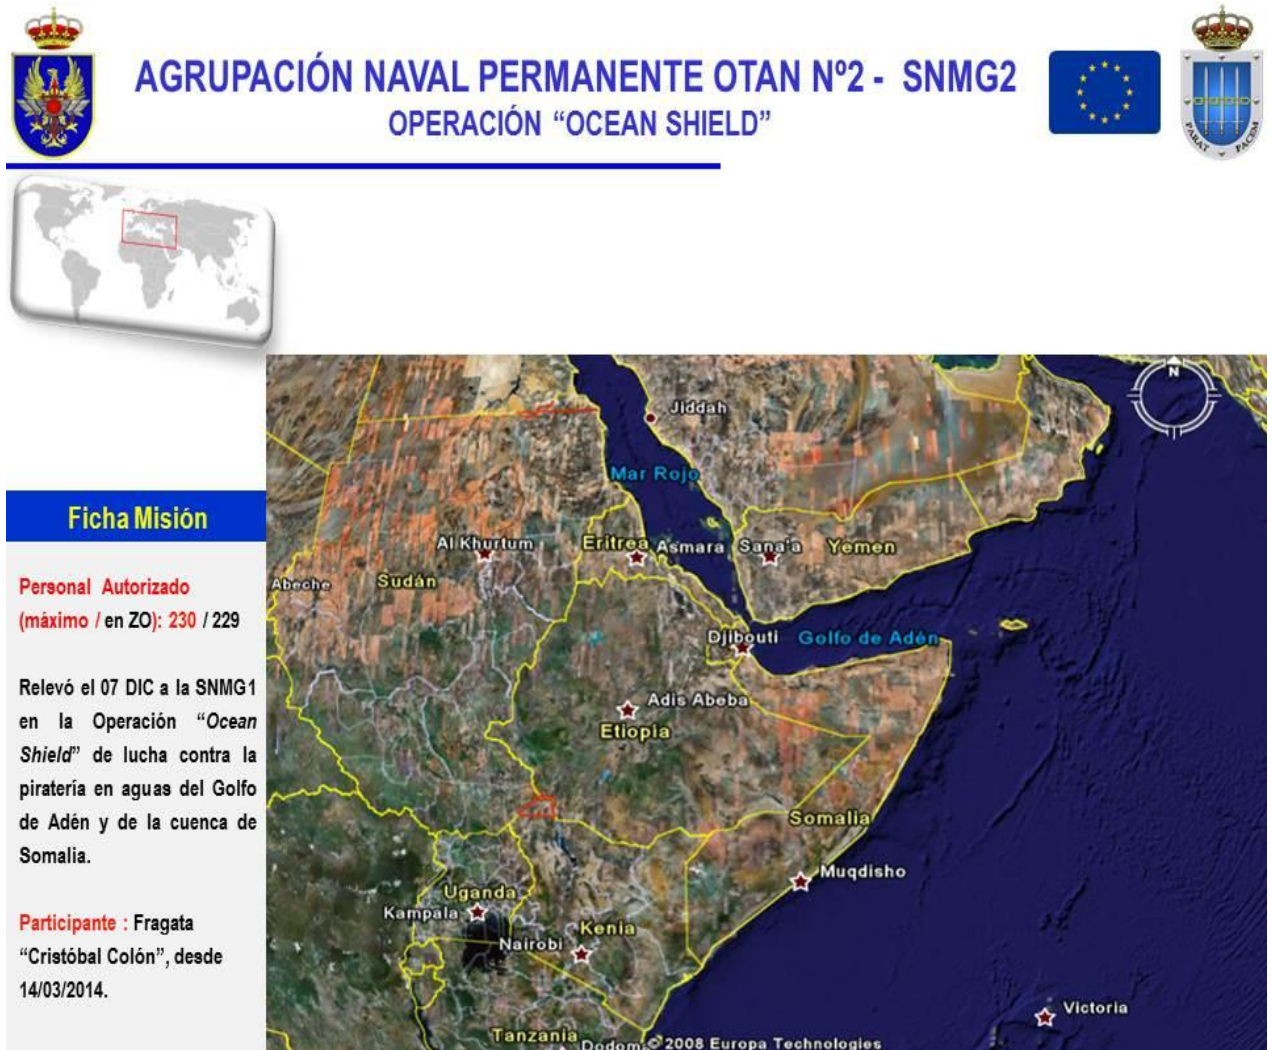 AGRUPACIÓN NAVAL PERMANENTE OTAN Nº2 - SNMG2
OPERACIÓN “OCEAN SHIELD”
PARAT PACEM
N
Jiddah
Mar Rojo
Ficha Misión
Al Khurtum
Eritrea
Asmara
Sana'a
Yemen
Abeche
Sudán
Personal Autorizado
(máximo / en ZO): 230 / 229
Djibouti
Golfo de Adén
Relevó el 07 DIC a la SNMG1
en la Operación “Ocean
Shield” de lucha contra la
piratería en aguas del Golfo
de Adén y de la cuenca de
Somalia.
Adis Abeba
Etiopia
Somalia
Muqdisho
Uganda
Kampala
Kenia
Nairobi
Participante : Fragata
“Cristóbal Colón”, desde
14/03/2014.
Victoria
Tanzania
Dodoma
© 2008 Europa Technologies